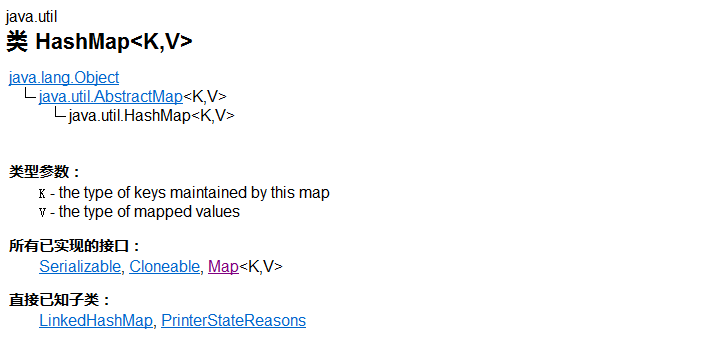 java.util
类 HashMap<K,V>
java.lang.Object
java.util.AbstractMap<K,V>
java.util.HashMap<K,V>
类型参数：
K - the type of keys maintained by this map
V - the type of mapped values
所有已实现的接口：
Serializable, Cloneable, Map<K,V>
直接已知子类：
LinkedHashMap, PrinterStateReasons